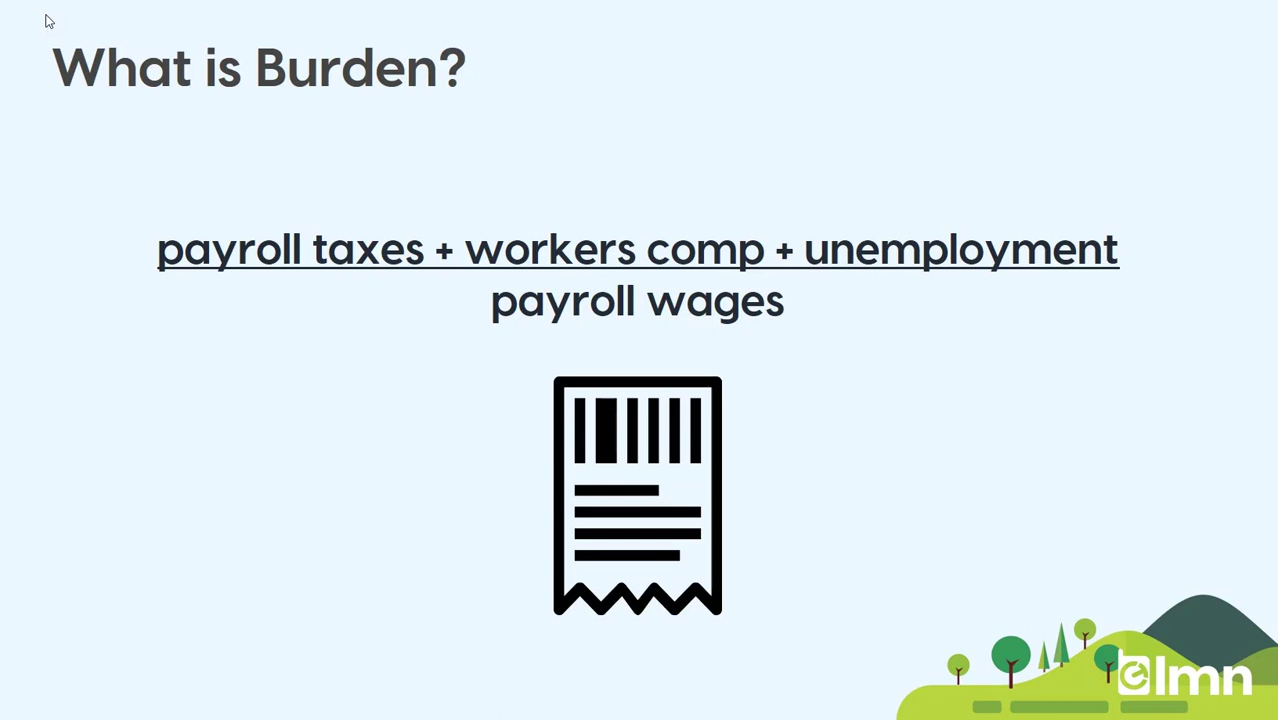 What is Burden?
payroll taxes + workers comp + unemployment
payroll wages
lmn